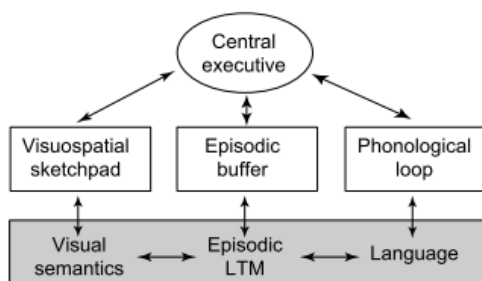 Central
executive
Visuospatial
sketchpad
Episodic
buffer
Phonological
loop
Visual
semantics
Episodic
LTM
Language